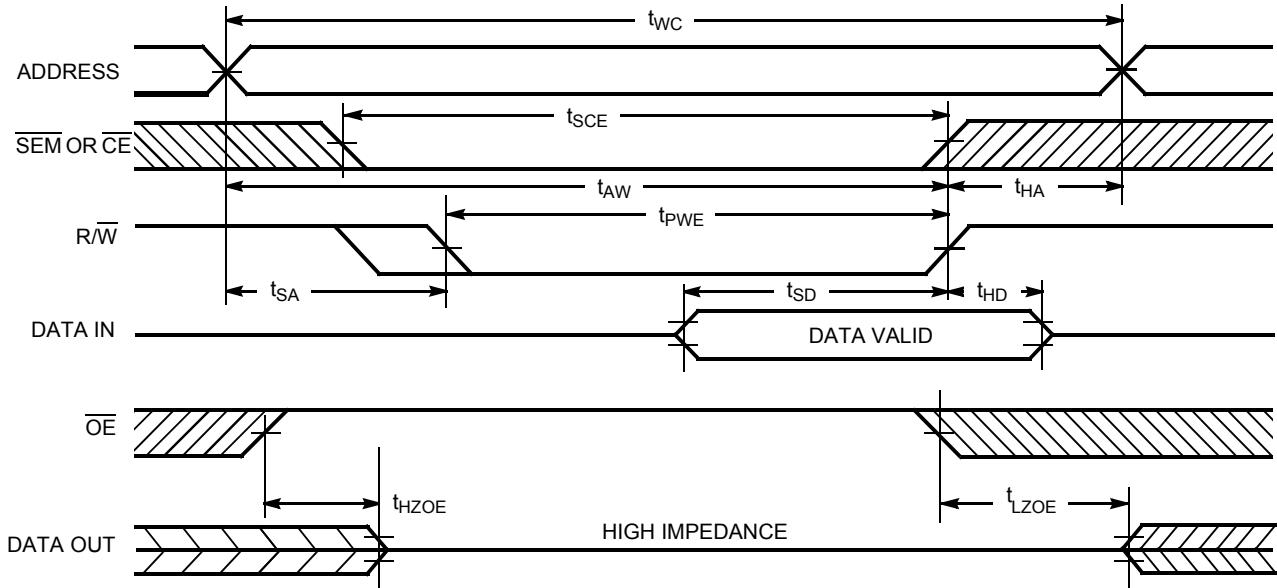 tWC
ADDRESS
tSCE
SEM OR CE
tAW
tHA
tPWE
R/W
tSA
tSD
tHD
DATA IN
DATA VALID
OE
tHZOE
tLZOE
HIGH IMPEDANCE
DATA OUT